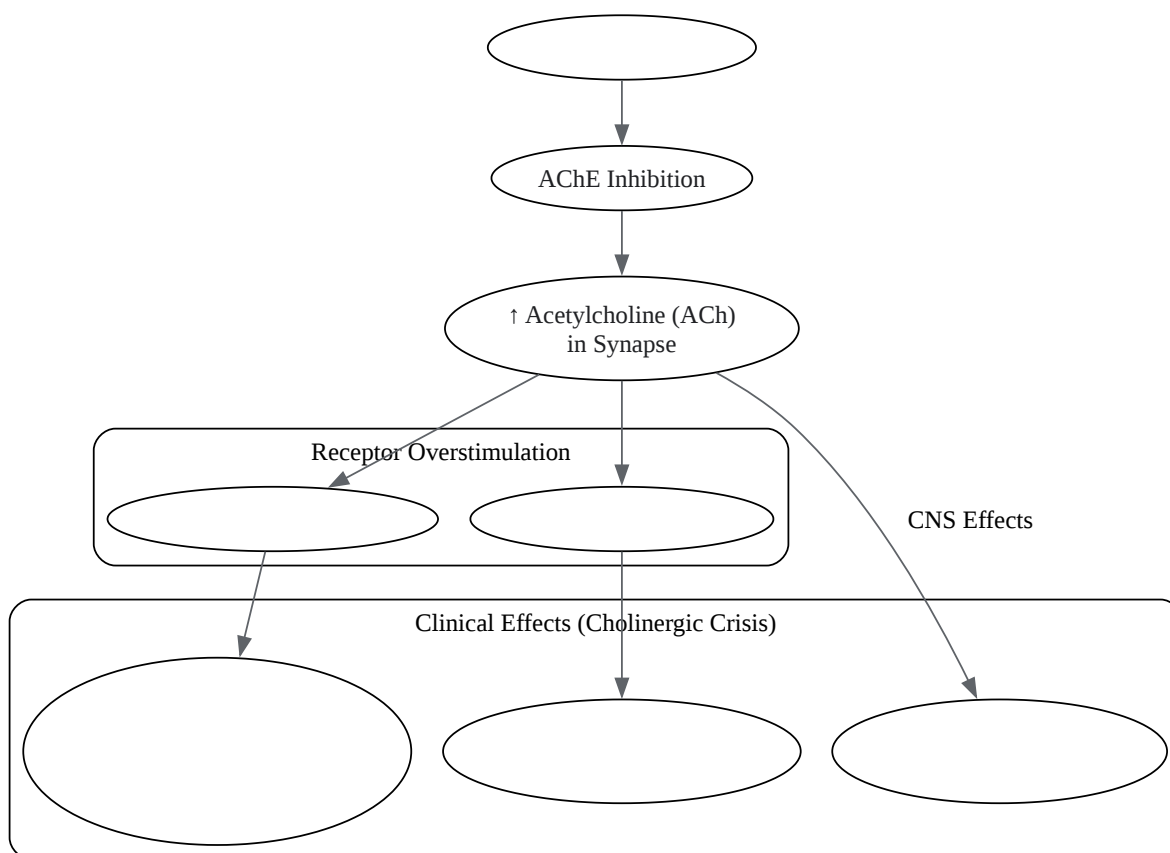 AChE Inhibition
↑ Acetylcholine (ACh)
in Synapse
Receptor Overstimulation
CNS Effects
Clinical Effects (Cholinergic Crisis)